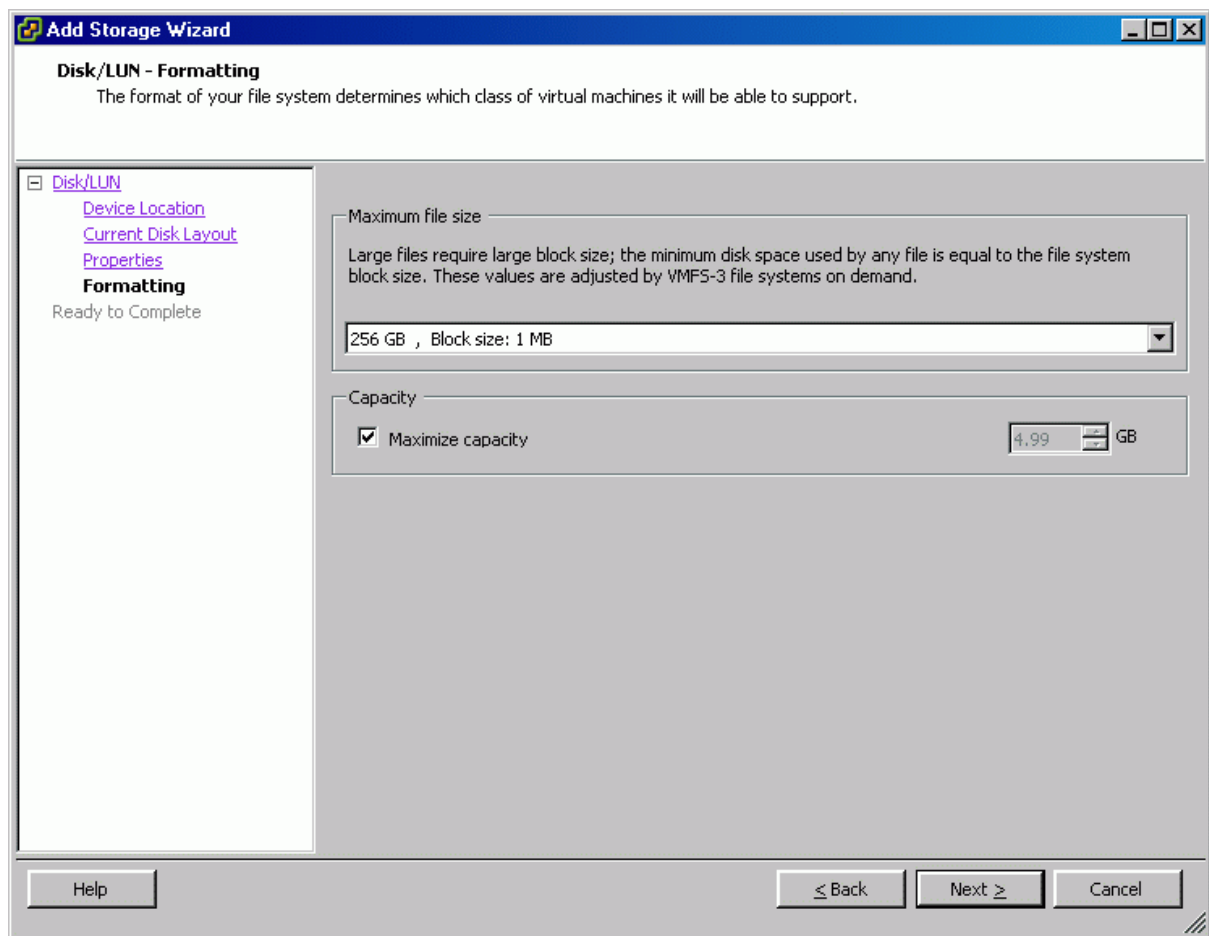 Add Storage Wizard
Disk/LUN - Formatting
The format of your file system determines which class of virtual machines it will be able to support.
Disk/LUN
Device Location
Current Disk Layout
Properties
Formatting
Ready to Complete
Maximum file size
Large files require large block size; the minimum disk space used by any file is equal to the file system
block size. These values are adjusted by VMFS-3 file systems on demand.
256 GB , Block size: 1 MB
Capacity
Maximize capacity
4.99 GB
Help
< Back
Next >
Cancel